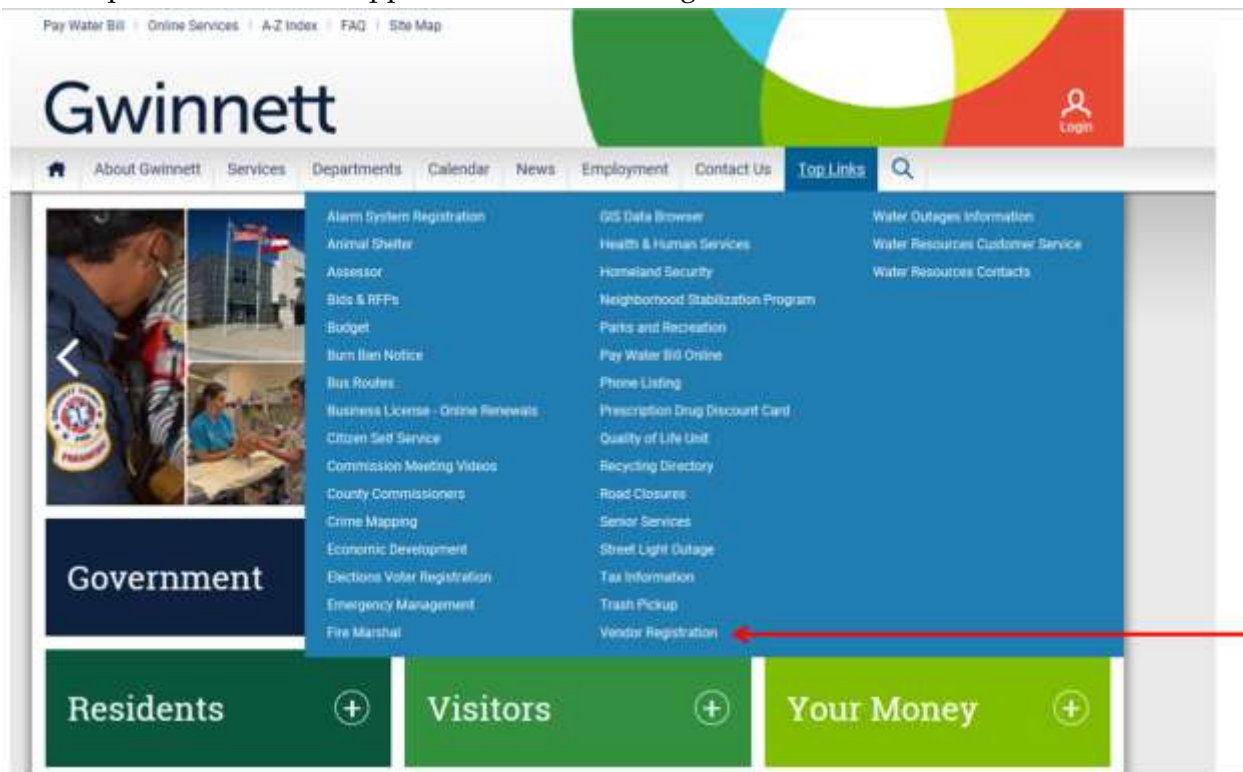 Pay Water Bill | Online Services | A-Z Index | FAQ | Site Map
Gwinnett
Login
About Gwinnett Services Departments Calendar News Employment Contact Us Top Links
Alarm System Registration
Animal Shelter
Assessor
Bids & RFPs
Budget
Burn Ban Notice
Bus Routes
Business License - Online Renewals
Citizen Self Service
Commission Meeting Videos
County Commissioners
Crime Mapping
Economic Development
Elections Voter Registration
Emergency Management
Fire Marshal
GIS Data Browser
Health & Human Services
Homeland Security
Neighborhood Stabilization Program
Parks and Recreation
Pay Water Bill Online
Phone Listing
Prescription Drug Discount Card
Quality of Life Unit
Recycling Directory
Road Closures
Senior Services
Street Light Outage
Tax Information
Trash Pickup
Vendor Registration
Water Outages Information
Water Resources Customer Service
Water Resources Contacts
Government
Residents
Visitors
Your Money